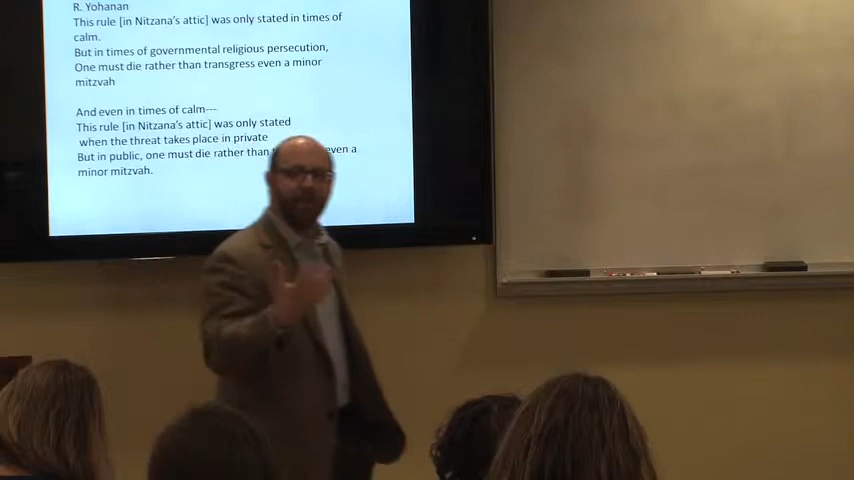 R. Yohanan
This rule [in Nitzana's attic] was only stated in times of
calm.
But in times of governmental religious persecution,
One must die rather than transgress even a minor
mitzvah
And even in times of calm---
This rule [in Nitzana's attic] was only stated
when the threat takes place in private
But in public, one must die rather than even a
minor mitzvah.